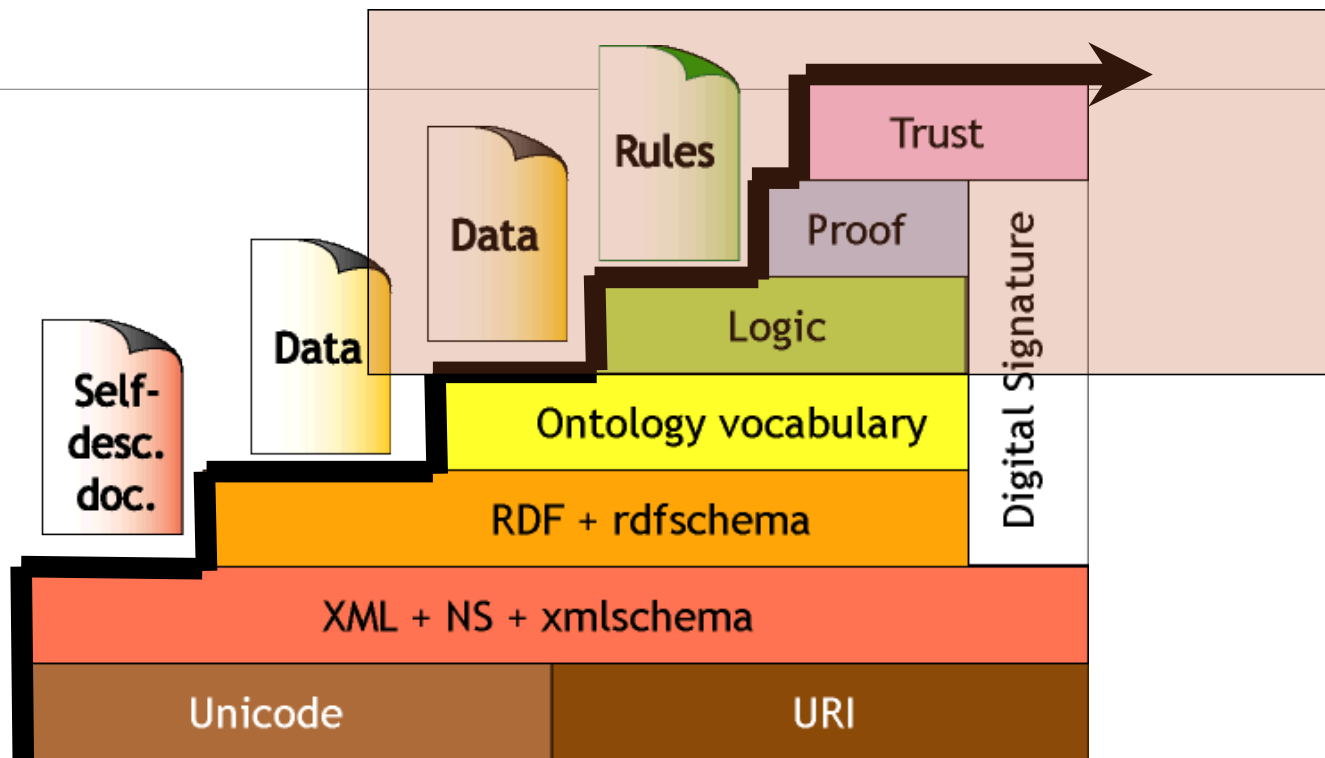 Rules
Trust
Data
Proof
Data
Logic
Self-
desc.
doc.
Ontology vocabulary
Digital Signature
RDF + rdfschema
XML + NS + xmlschema
Unicode
URI